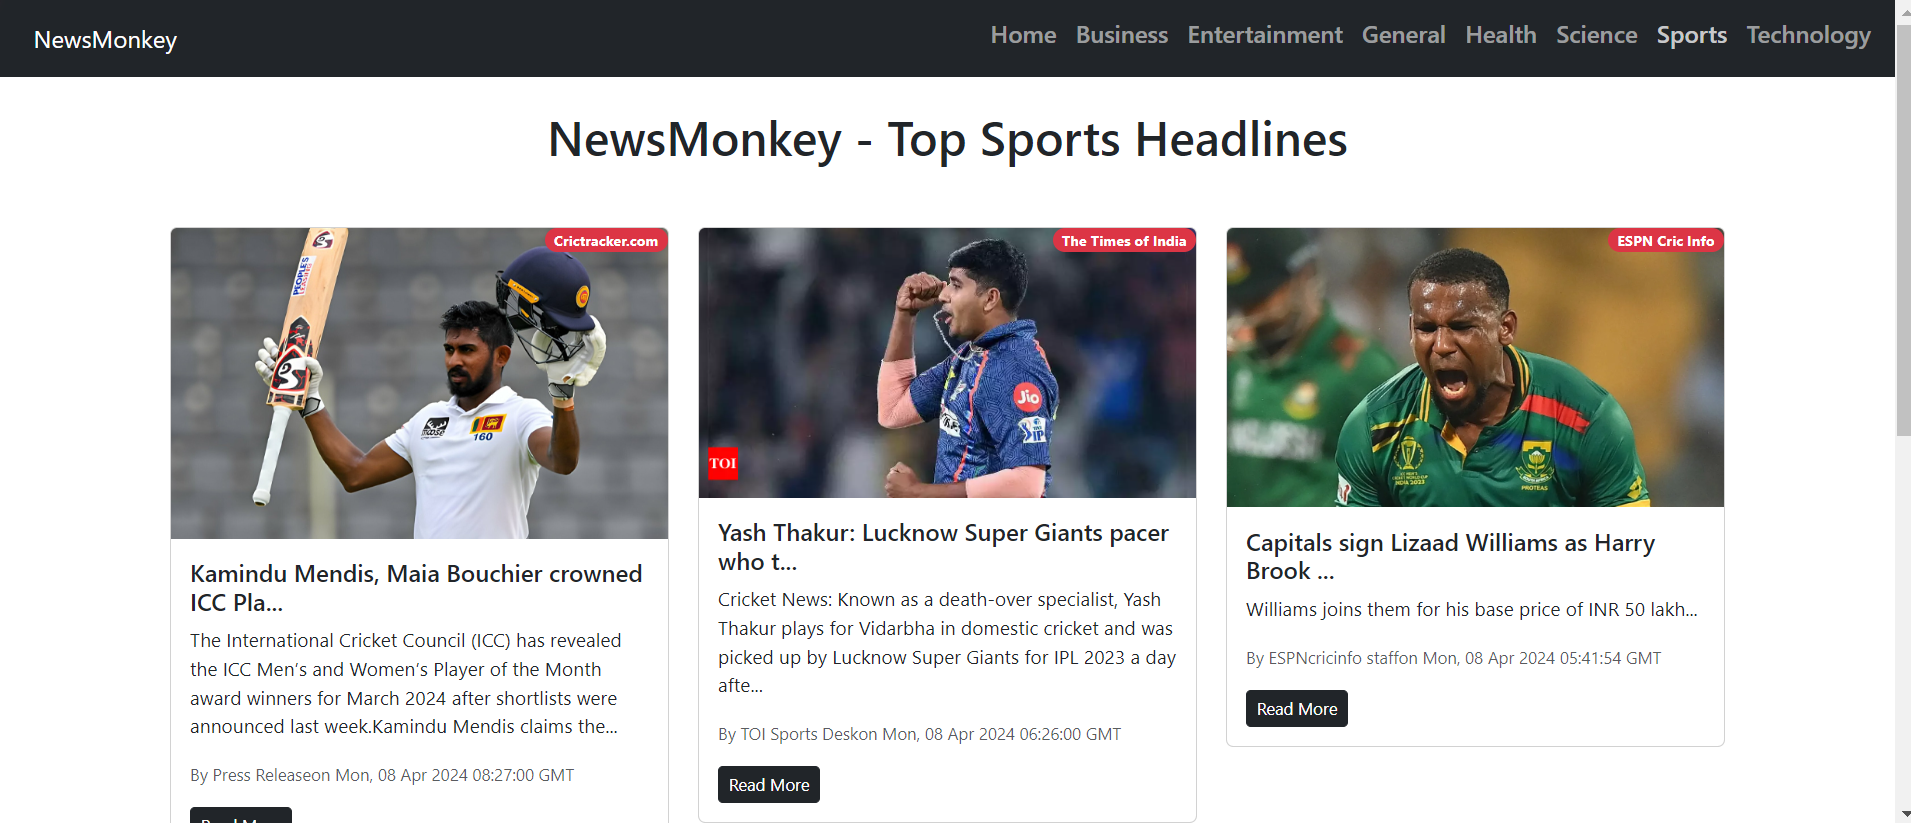 NewsMonkey
Home Business Entertainment General Health Science Sports Technology
NewsMonkey - Top Sports Headlines
Crictracker.com
PEOPLE'S
160
Kamindu Mendis, Maia Bouchier crowned
ICC Pla...
The International Cricket Council (ICC) has revealed
the ICC Men's and Women's Player of the Month
award winners for March 2024 after shortlists were
announced last week.Kamindu Mendis claims the...
By Press Releaseon Mon, 08 Apr 2024 08:27:00 GMT
The Times of India
Jio
TOI
Yash Thakur: Lucknow Super Giants pacer
who t...
Cricket News: Known as a death-over specialist, Yash
Thakur plays for Vidarbha in domestic cricket and was
picked up by Lucknow Super Giants for IPL 2023 a day
afte...
By TOI Sports Deskon Mon, 08 Apr 2024 06:26:00 GMT
Read More
ESPN Cric Info
PROTEAS
Capitals sign Lizaad Williams as Harry
Brook ...
Williams joins them for his base price of INR 50 lakh...
By ESPNcricinfo staffon Mon, 08 Apr 2024 05:41:54 GMT
Read More